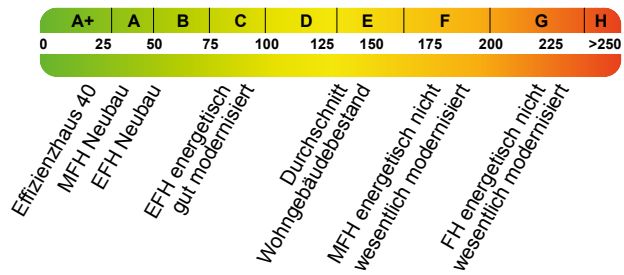 A+ A B C D E F G H
0 25 50 75 100 125 150 175 200 225 >250
Effizienzhaus 40
MFH Neubau
EFH Neubau
EFH energetisch
gut modernisiert
Durchschnitt
Wohngebäudebestand
MFH energetisch nicht
wesentlich modernisiert
FH energetisch nicht
wesentlich modernisiert